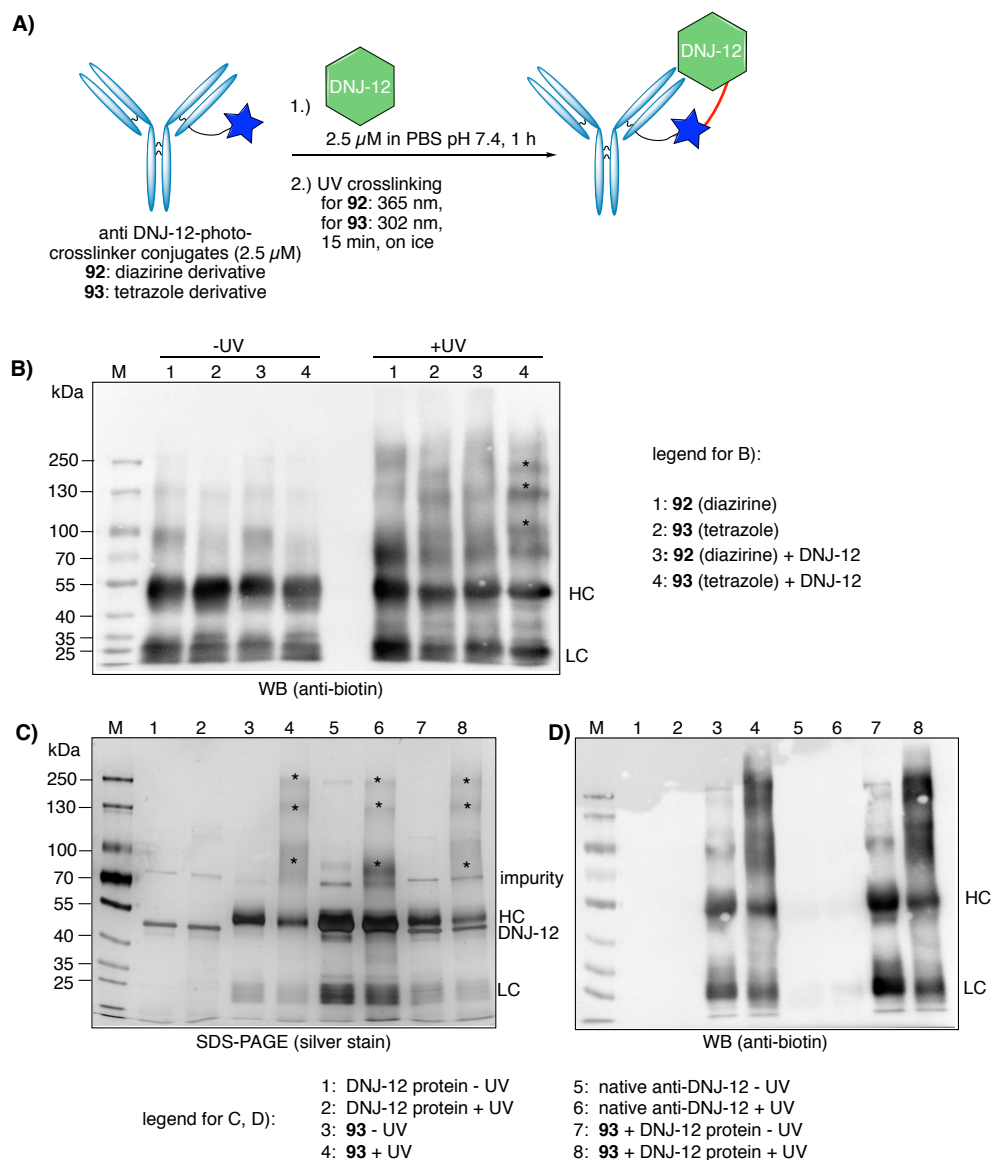 A)
DNJ-12
1.)
2.5 µM in PBS pH 7.4, 1 h
2.) UV crosslinking
for 92: 365 nm,
for 93: 302 nm,
15 min, on ice
DNJ-12
anti DNJ-12-photo-
crosslinker conjugates (2.5 µM)
92: diazirine derivative
93: tetrazole derivative
B)
-UV +UV
M 1 2 3 4 1 2 3 4
kDa
250
130
100
70
55
40
35
25
*
*
*
HC
LC
WB (anti-biotin)
legend for B):
1: 92 (diazirine)
2: 93 (tetrazole)
3: 92 (diazirine) + DNJ-12
4: 93 (tetrazole) + DNJ-12
C)
M 1 2 3 4 5 6 7 8
kDa
250
130
100
70
55
40
35
25
* * *
* * *
* * *
impurity
HC
DNJ-12
LC
SDS-PAGE (silver stain)
D)
M 1 2 3 4 5 6 7 8
HC
LC
WB (anti-biotin)
legend for C, D):
1: DNJ-12 protein - UV
2: DNJ-12 protein + UV
3: 93 - UV
4: 93 + UV
5: native anti-DNJ-12 - UV
6: native anti-DNJ-12 + UV
7: 93 + DNJ-12 protein - UV
8: 93 + DNJ-12 protein + UV